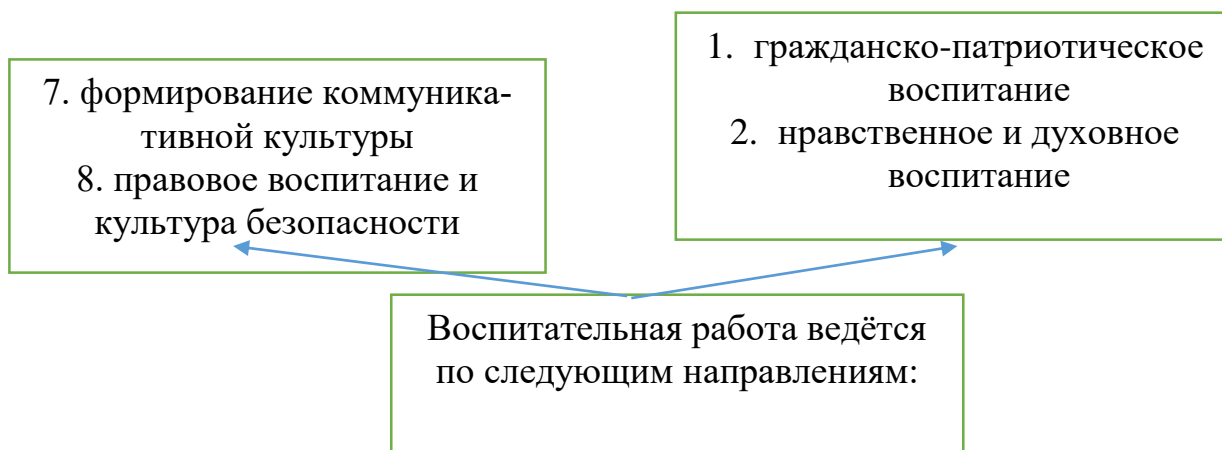 7. формирование коммуника-
тивной культуры
8. правовое воспитание и
культура безопасности
1. гражданско-патриотическое
воспитание
2. нравственное и духовное
воспитание
Воспитательная работа ведётся
по следующим направлениям: